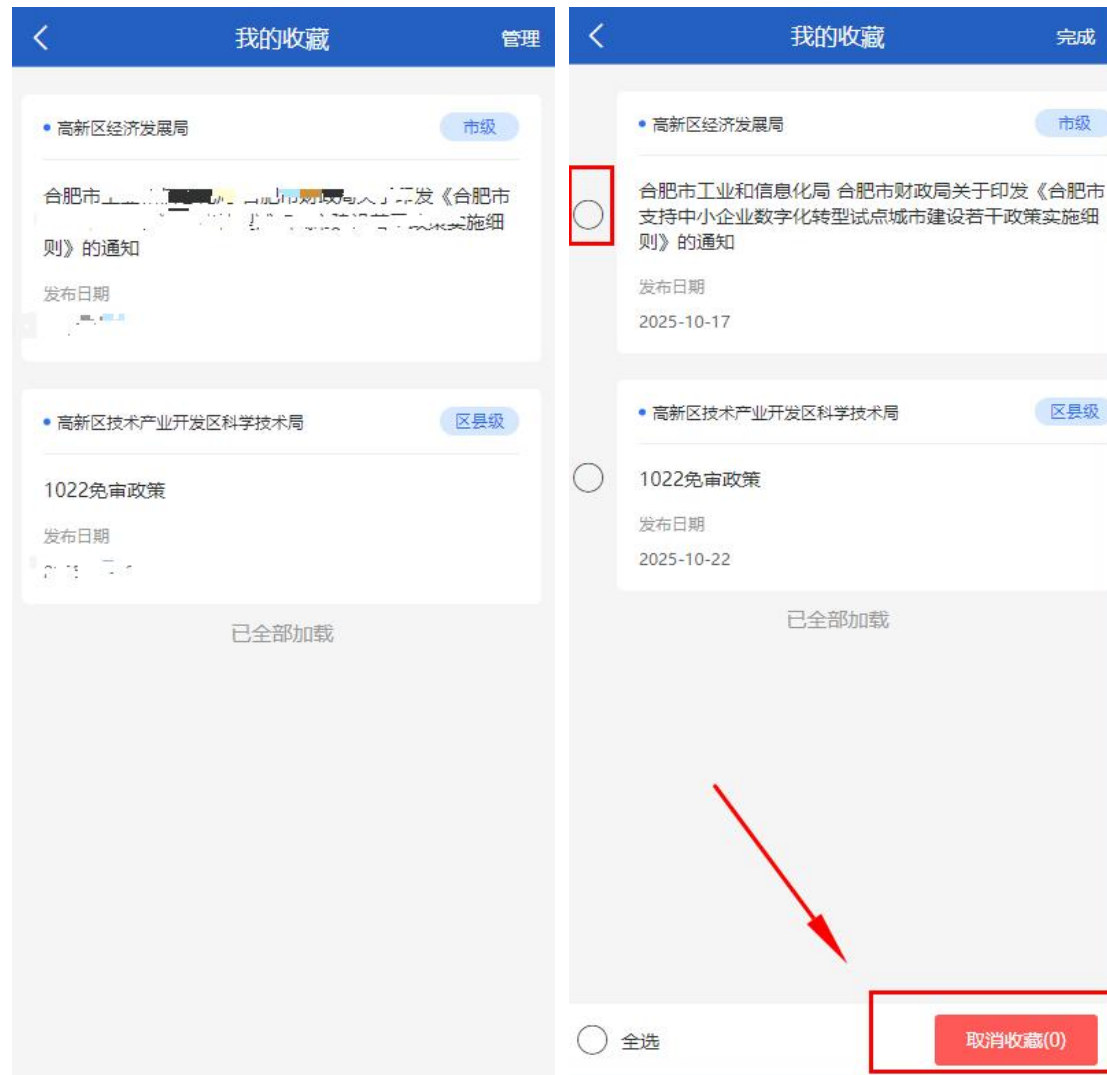 我的收藏
管理
高新区经济发展局
市级
合肥市
发《合肥市
施细
则》的通知
发布日期
高新区技术产业开发区科学技术局
区县级
1022免审政策
发布日期
已全部加载
我的收藏
完成
高新区经济发展局
市级
合肥市工业和信息化局 合肥市财政局关于印发《合肥市
支持中小企业数字化转型试点城市建设若干政策实施细
则》的通知
发布日期
2025-10-17
高新区技术产业开发区科学技术局
区县级
1022免审政策
发布日期
2025-10-22
已全部加载
全选
取消收藏(0)